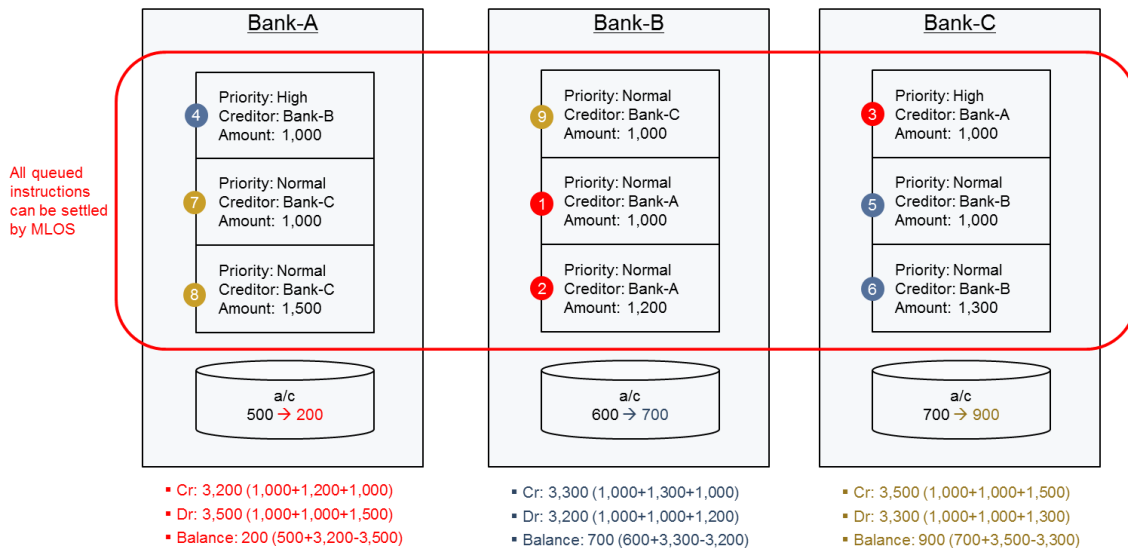 Bank-A
Bank-B
Bank-C
All queued
instructions
can be settled
by MLOS
4
Priority: High
Creditor: Bank-B
Amount: 1,000
7
Priority: Normal
Creditor: Bank-C
Amount: 1,000
8
Priority: Normal
Creditor: Bank-C
Amount: 1,500
9
Priority: Normal
Creditor: Bank-C
Amount: 1,000
1
Priority: Normal
Creditor: Bank-A
Amount: 1,000
2
Priority: Normal
Creditor: Bank-A
Amount: 1,200
3
Priority: High
Creditor: Bank-A
Amount: 1,000
5
Priority: Normal
Creditor: Bank-B
Amount: 1,000
6
Priority: Normal
Creditor: Bank-B
Amount: 1,300
a/c
500 → 200
a/c
600 → 700
a/c
700 → 900
▪ Cr: 3,200 (1,000+1,200+1,000)
▪ Dr: 3,500 (1,000+1,000+1,500)
▪ Balance: 200 (500+3,200-3,500)
▪ Cr: 3,300 (1,000+1,300+1,000)
▪ Dr: 3,200 (1,000+1,000+1,200)
▪ Balance: 700 (600+3,300-3,200)
▪ Cr: 3,500 (1,000+1,000+1,500)
▪ Dr: 3,300 (1,000+1,000+1,300)
▪ Balance: 900 (700+3,500-3,300)